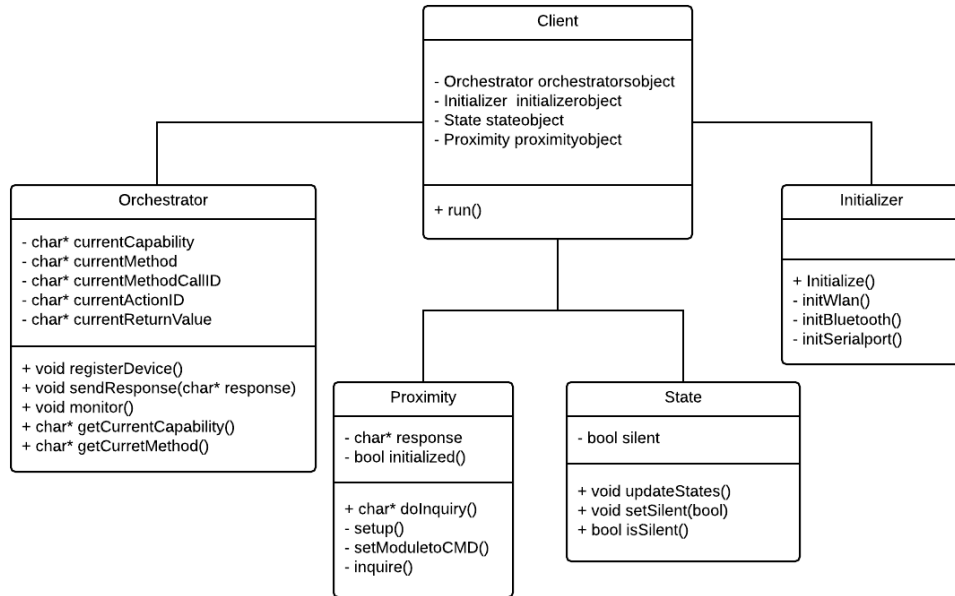 Client
- Orchestrator orchestratorsobject
- Initializer initializerobject
- State stateobject
- Proximity proximityobject
+ run()
Orchestrator
- char* currentCapability
- char* currentMethod
- char* currentMethodCallID
- char* currentActionID
- char* currentReturnValue
+ void registerDevice()
+ void sendResponse(char* response)
+ void monitor()
+ char* getCurrentCapability()
+ char* getCurretMethod()
Initializer
+ Initialize()
- initWlan()
- initBluetooth()
- initSerialport()
Proximity
- char* response
- bool initialized()
+ char* doInquiry()
- setup()
- setModuletoCMD()
- inquire()
State
- bool silent
+ void updateStates()
+ void setSilent(bool)
+ bool isSilent()